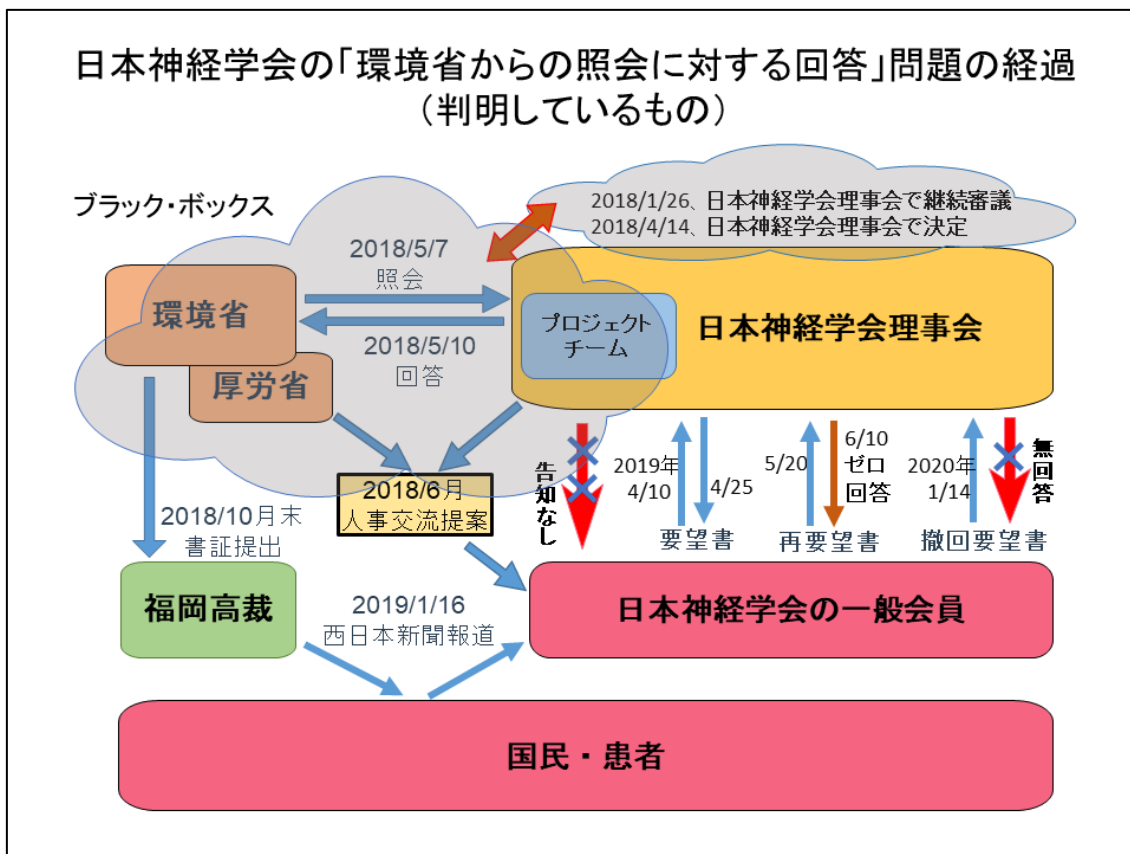 日本神経学会の「環境省からの照会に対する回答」問題の経過
（判明しているもの）
ブラック・ボックス
2018/1/26、日本神経学会理事会で継続審議
2018/4/14、日本神経学会理事会で決定
2018/5/7
照会
環境省
プロジェクト
チーム
日本神経学会理事会
2018/5/10
回答
厚労省
告知なし
2019年
4/10
4/25
要望書
5/20
6/10
ゼロ
回答
再要望書
2020年
1/14
撤回要望書
無回答
2018/6月
人事交流提案
2018/10月末
書証提出
福岡高裁
2019/1/16
西日本新聞報道
日本神経学会の一般会員
国民・患者